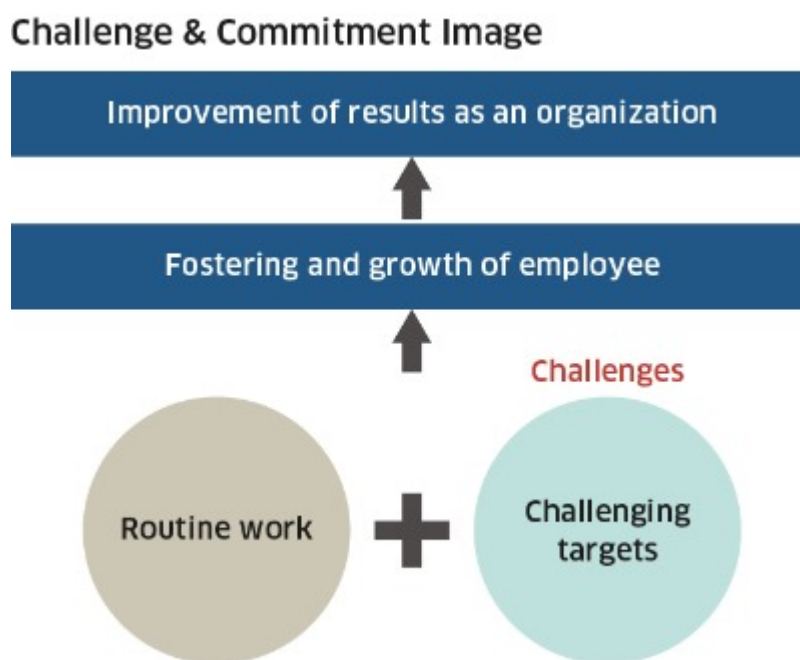 Challenge & Commitment Image
Improvement of results as an organization
Fostering and growth of employee
Challenges
Routine work
Challenging
targets